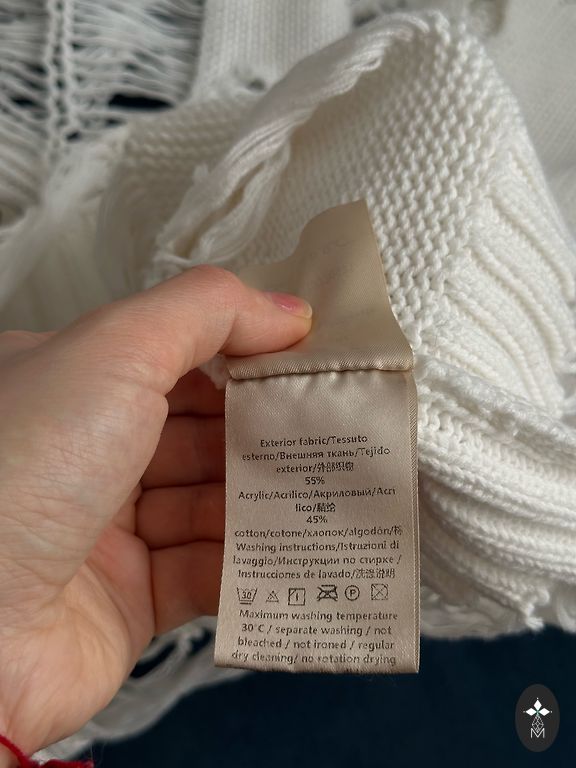 Exterior fabric/Tessuto
esterno/Внешняя ткань/Tejido
exterior/外部织物
55%
Acrylic/Acrilico/Акриловый/Acri
lico/腈纶
45%
cotton/cotone/хлопок/algodón/棉
Washing instructions/Istruzioni di
lavaggio/Инструкции по стирке /
Instrucciones de lavado/洗涤说明
30 P
Maximum washing temperature
30°C / separate washing / not
bleached / not ironed / regular
dry cleaning/ no rotation drying
M